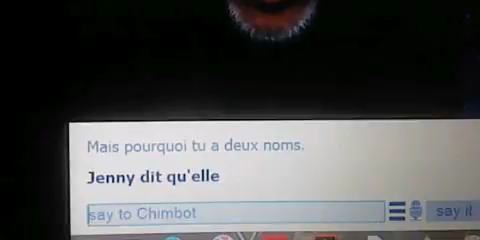 Mais pourquoi tu a deux noms.
Jenny dit qu'elle
say to Chimbot
say it